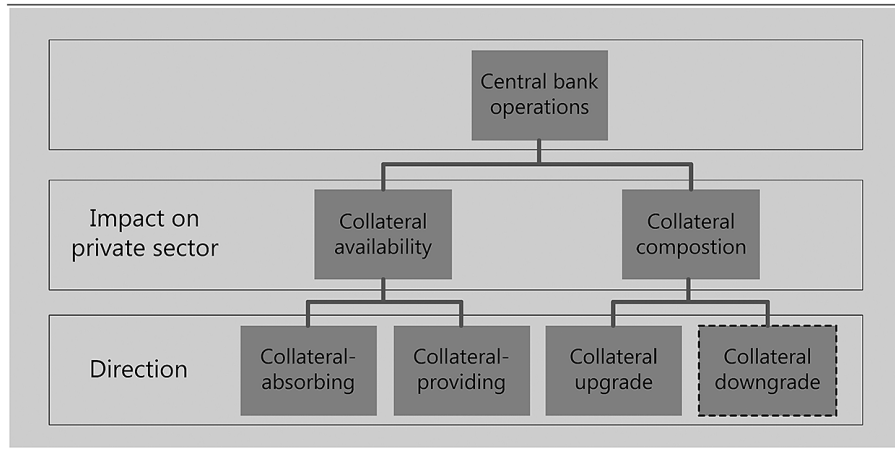 Central bank
operations
Impact on
private sector
Collateral
availability
Collateral
compostion
Direction
Collateral-
absorbing
Collateral-
providing
Collateral
upgrade
Collateral
downgrade